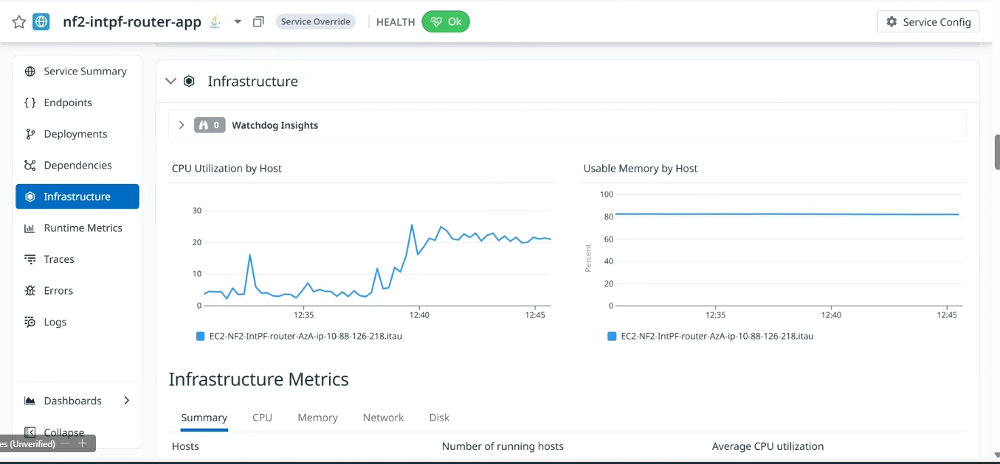 nf2-intpf-router-app Service Override HEALTH Ok Service Config
Service Summary
Endpoints
Deployments
Dependencies
Infrastructure
Runtime Metrics
Traces
Errors
Logs
Dashboards
Collapse
es (Unverified)
Infrastructure
0 Watchdog Insights
CPU Utilization by Host
30
20
10
0
12:35 12:40 12:45
EC2-NF2-IntPF-router-AzA-ip-10-88-126-218.itau
Usable Memory by Host
Percent
100
80
60
40
20
0
12:35 12:40 12:45
EC2-NF2-IntPF-router-AzA-ip-10-88-126-218.itau
Infrastructure Metrics
Summary CPU Memory Network Disk
Hosts Number of running hosts Average CPU utilization